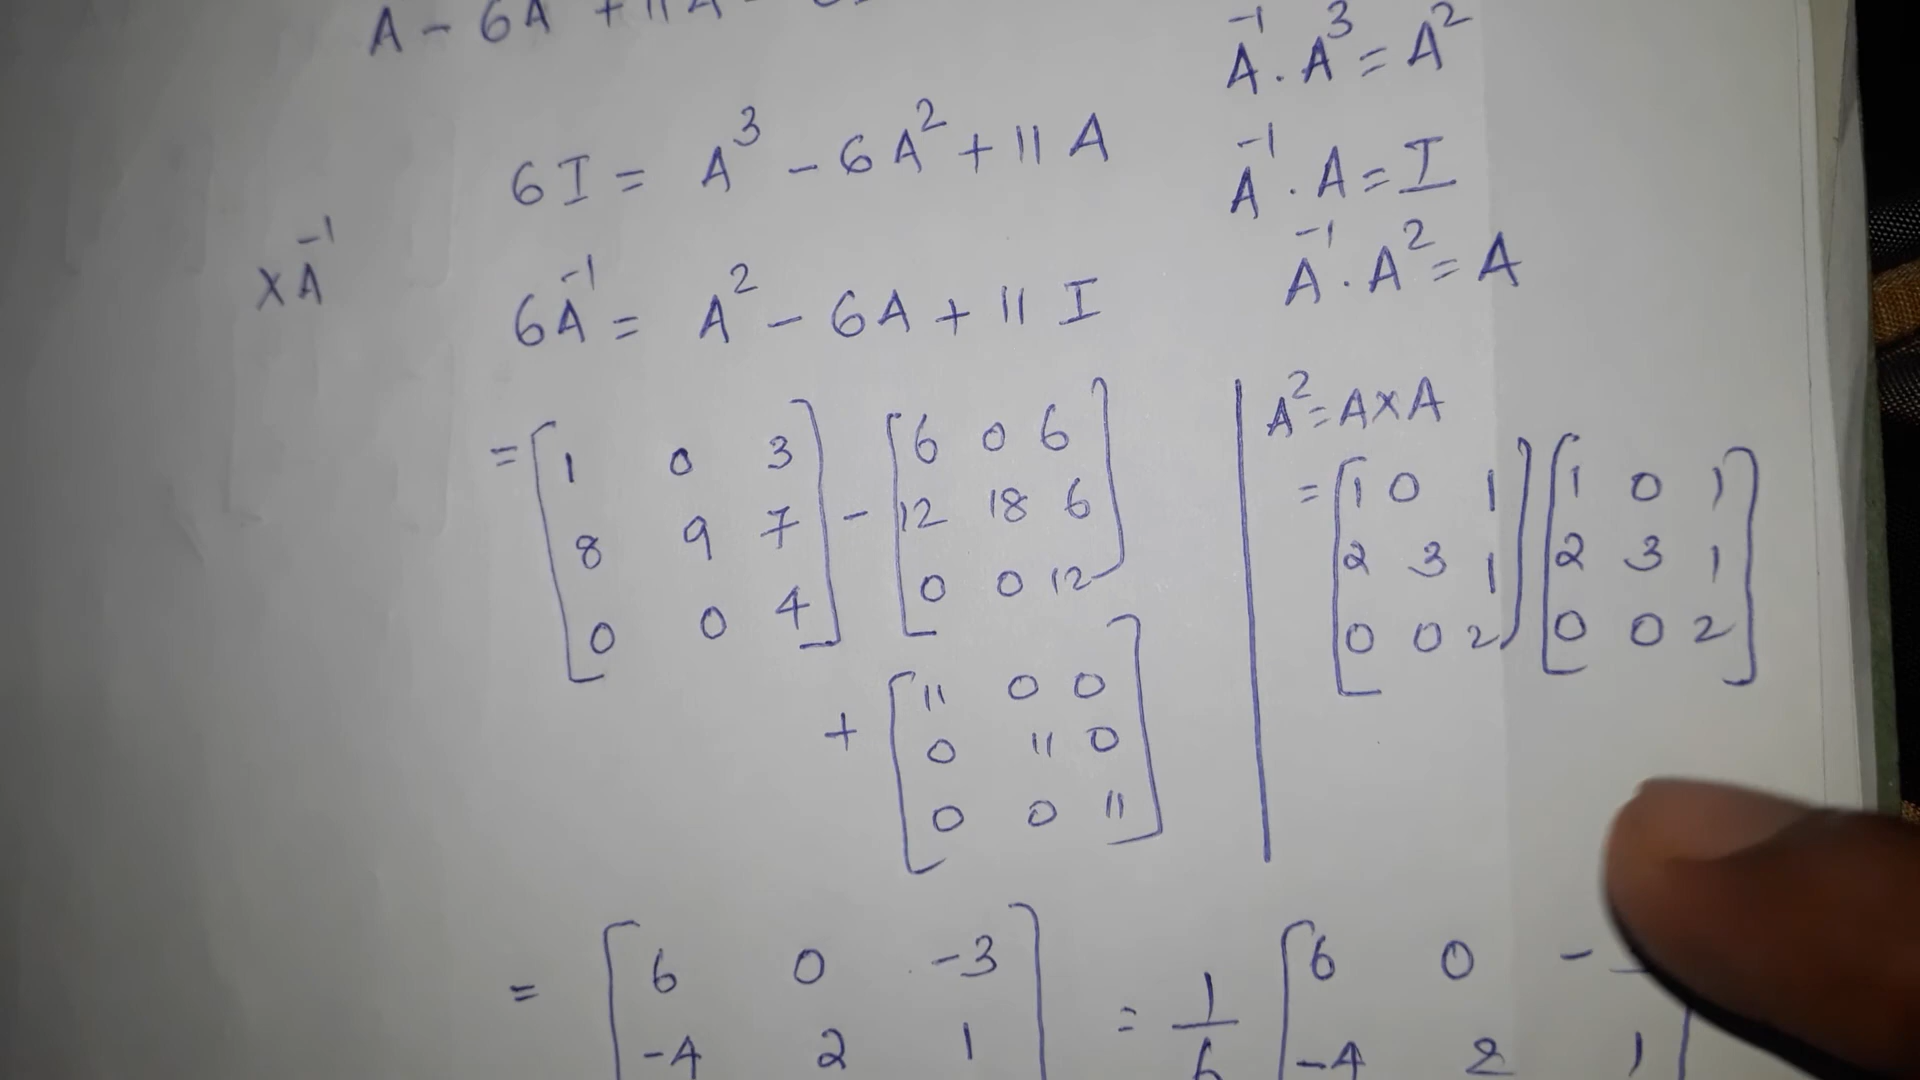 A - 6A + 11A
A⁻¹ . A³ = A²
6I = A³ - 6A² + 11 A
A⁻¹ . A = I
×A⁻¹
A⁻¹ . A² = A
6A⁻¹ = A² - 6A + 11 I
= [1 0 3] - [6 0 6]
[8 9 7] [12 18 6]
[0 0 4] [0 0 12]
+ [11 0 0]
[0 11 0]
[0 0 11]
A² = A×A
= [1 0 1] [1 0 1]
[2 3 1] [2 3 1]
[0 0 2] [0 0 2]
= [6 0 -3] = 1/6 [6 0 -
[-4 2 1] [-4 2 1]